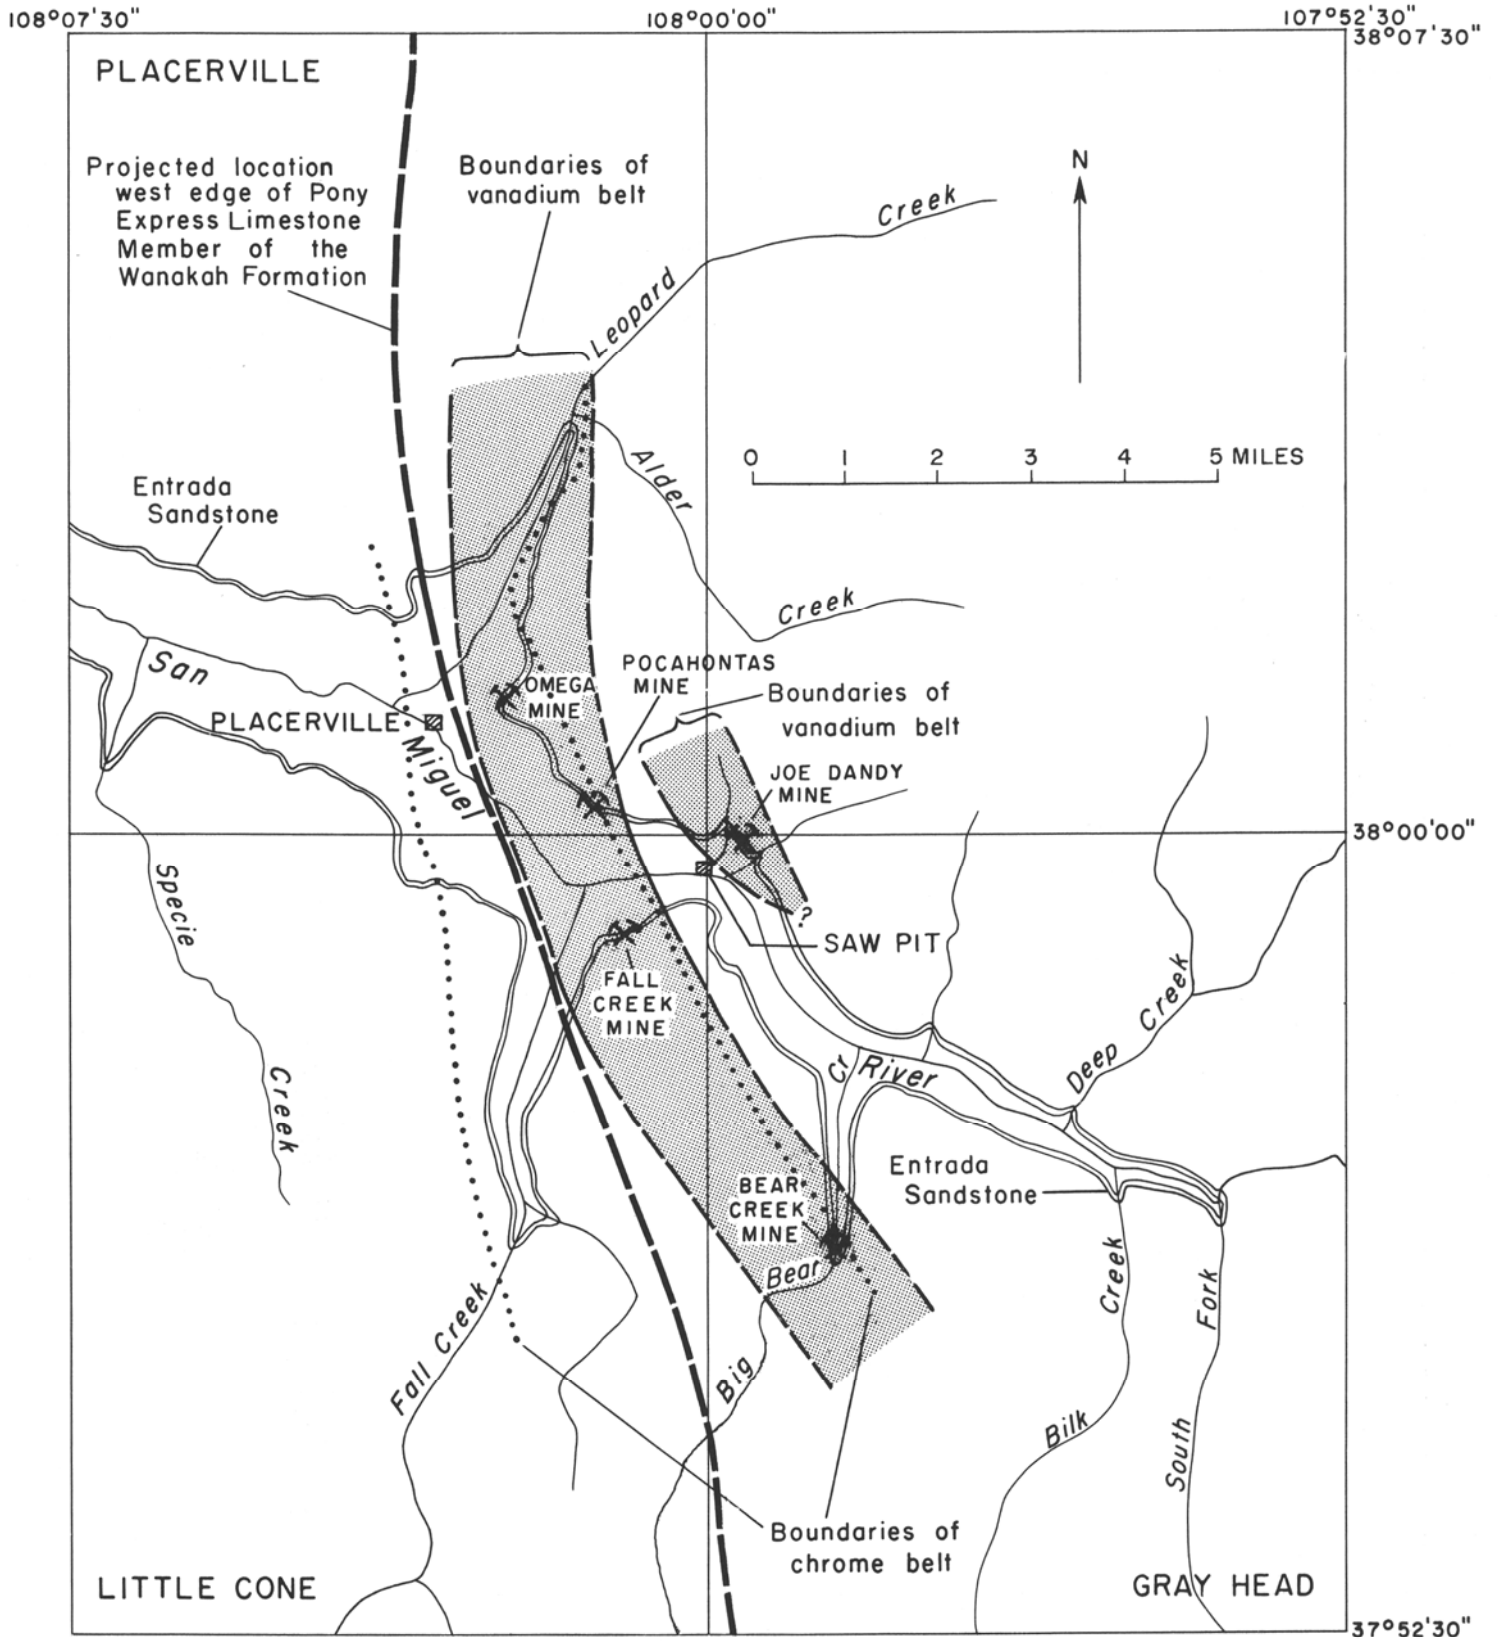 108°07'30"
108°00'00"
107°52'30"
38°07'30"
PLACERVILLE
N
Projected location
west edge of Pony
Express Limestone
Member of the
Wanakah Formation
Boundaries of
vanadium belt
Creek
Leopard
Alder
Creek
0 1 2 3 4 5 MILES
Entrada
Sandstone
San
Miguel
River
PLACERVILLE
OMEGA
MINE
POCAHONTAS
MINE
Boundaries of
vanadium belt
JOE DANDY
MINE
38°00'00"
Specie
Creek
?
SAW PIT
FALL
CREEK
MINE
Cr
Deep Creek
Entrada
Sandstone
BEAR
CREEK
MINE
Bear
Big
Fall Creek
Creek
Bilk
Fork
South
Boundaries of
chrome belt
LITTLE CONE
GRAY HEAD
37°52'30"